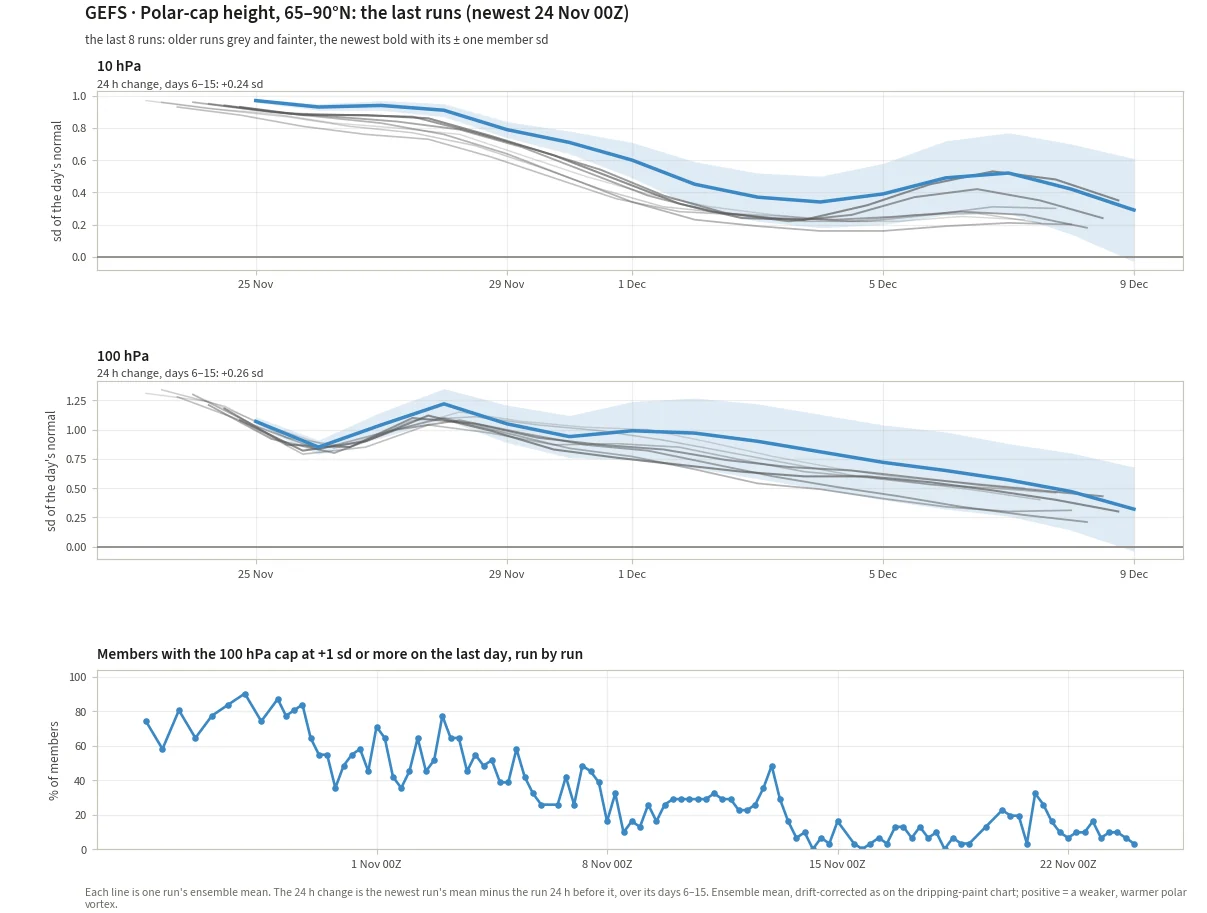 GEFS · Polar-cap height, 65–90°N: the last runs (newest 24 Nov 00Z)
the last 8 runs: older runs grey and fainter, the newest bold with its ± one member sd
10 hPa
24 h change, days 6–15: +0.24 sd
sd of the day's normal
1.0
0.8
0.6
0.4
0.2
0.0
25 Nov 29 Nov 1 Dec 5 Dec 9 Dec
100 hPa
24 h change, days 6–15: +0.26 sd
sd of the day's normal
1.25
1.00
0.75
0.50
0.25
0.00
25 Nov 29 Nov 1 Dec 5 Dec 9 Dec
Members with the 100 hPa cap at +1 sd or more on the last day, run by run
% of members
100
80
60
40
20
0
1 Nov 00Z 8 Nov 00Z 15 Nov 00Z 22 Nov 00Z
Each line is one run's ensemble mean. The 24 h change is the newest run's mean minus the run 24 h before it, over its days 6–15. Ensemble mean, drift-corrected as on the dripping-paint chart; positive = a weaker, warmer polar
vortex.